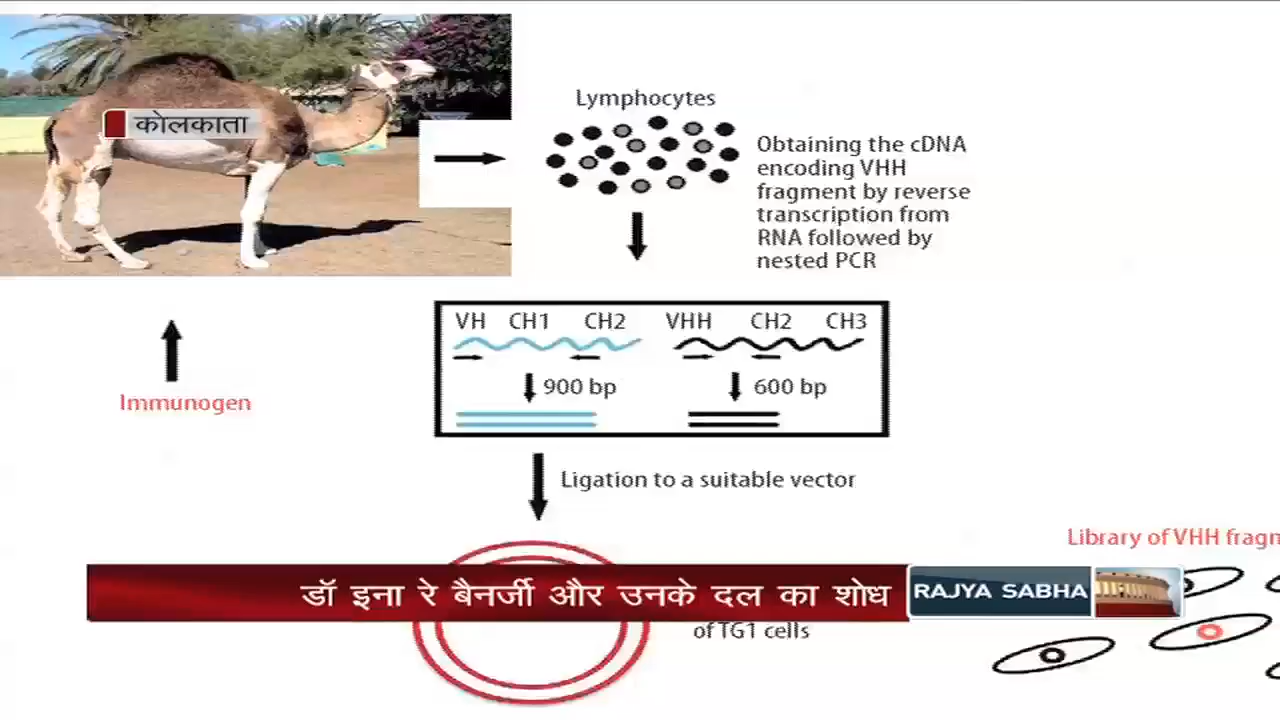 कोलकाता
Lymphocytes
Obtaining the cDNA
encoding VHH
fragment by reverse
transcription from
RNA followed by
nested PCR
Immunogen
VH CH1 CH2 VHH CH2 CH3
900 bp 600 bp
Ligation to a suitable vector
Library of VHH
डॉ इना रे बैनर्जी और उनके दल का शोध
RAJYA SABHA
of TG1 cells